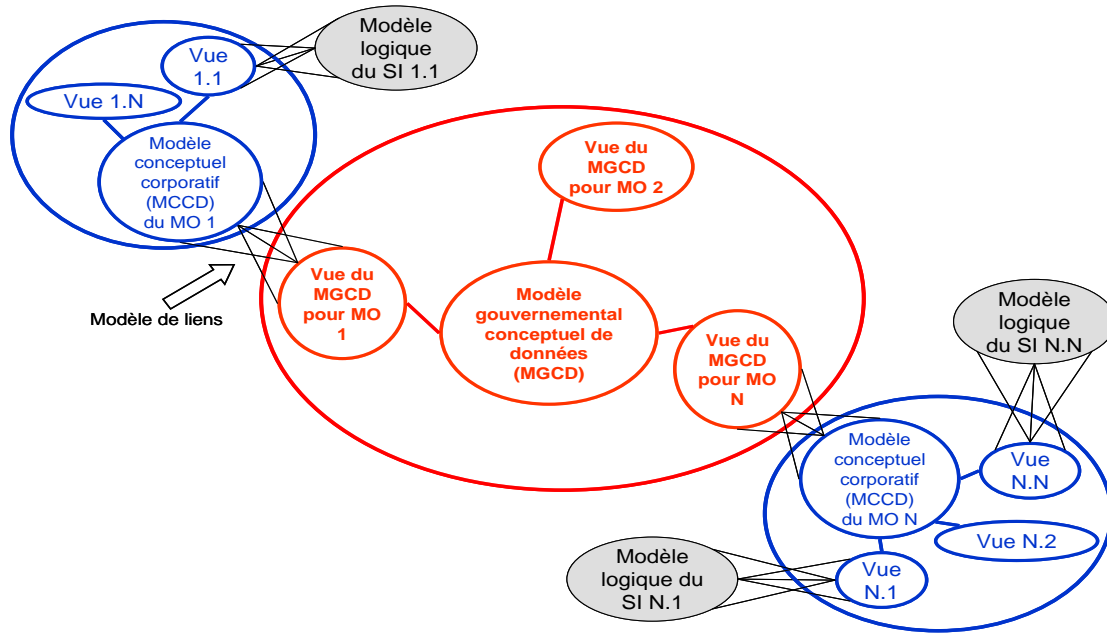 Modèle
logique
du SI 1.1
Vue
1.1
Vue 1.N
Modèle
conceptuel
corporatif
(MCCD)
du MO 1
Vue du
MGCD
pour MO 2
Vue du
MGCD
pour MO
1
Modèle de liens
Modèle
gouvernemental
conceptuel de
données
(MGCD)
Vue du
MGCD
pour MO
N
Modèle
logique
du SI N.N
Modèle
conceptuel
corporatif
(MCCD)
du MO N
Vue
N.N
Vue N.2
Vue
N.1
Modèle
logique du
SI N.1